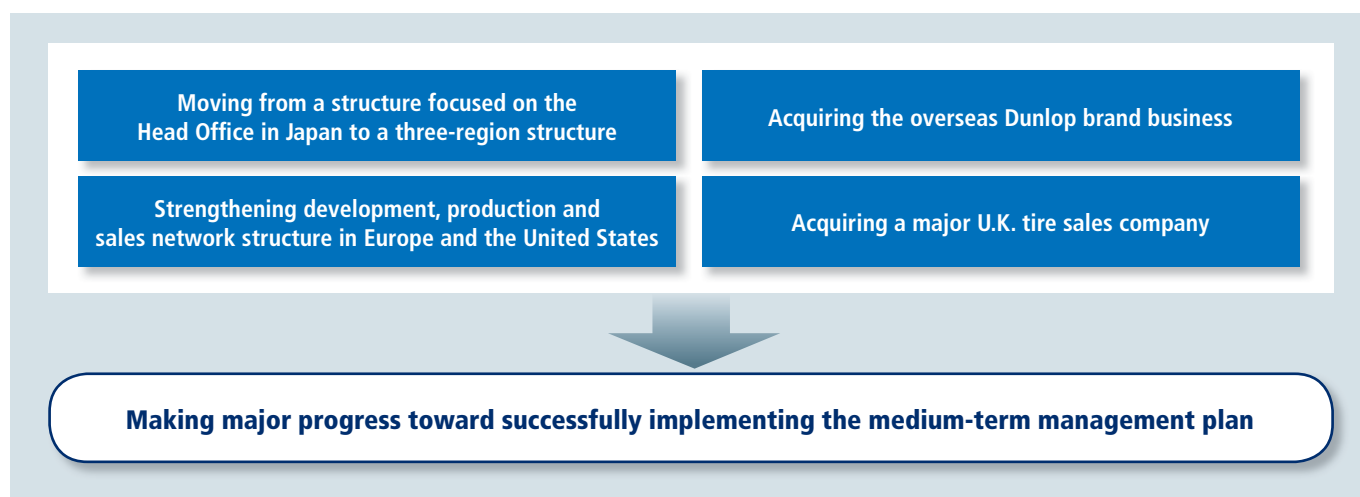 Moving from a structure focused on the
Head Office in Japan to a three-region structure
Acquiring the overseas Dunlop brand business
Strengthening development, production and
sales network structure in Europe and the United States
Acquiring a major U.K. tire sales company
Making major progress toward successfully implementing the medium-term management plan